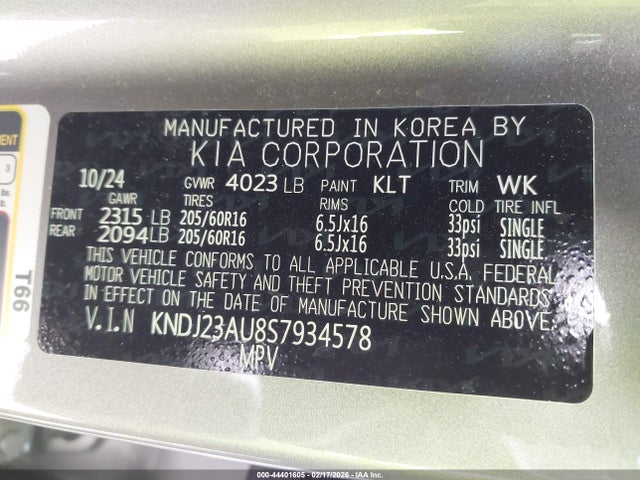 MANUFACTURED IN KOREA BY
KIA CORPORATION
10/24 GVWR 4023 LB PAINT KLT TRIM WK
GAWR TIRES RIMS COLD TIRE INFL
FRONT 2315 LB 205/60R16 6.5Jx16 33psi SINGLE
REAR 2094 LB 205/60R16 6.5Jx16 33psi SINGLE
THIS VEHICLE CONFORMS TO ALL APPLICABLE U.S.A. FEDERAL
MOTOR VEHICLE SAFETY AND THEFT PREVENTION STANDARDS
IN EFFECT ON THE DATE OF MANUFACTURE SHOWN ABOVE.
V.I.N KNDJ23AU8S7934578
MPV
T66
000-44401605 - 02/17/2026 - COPART